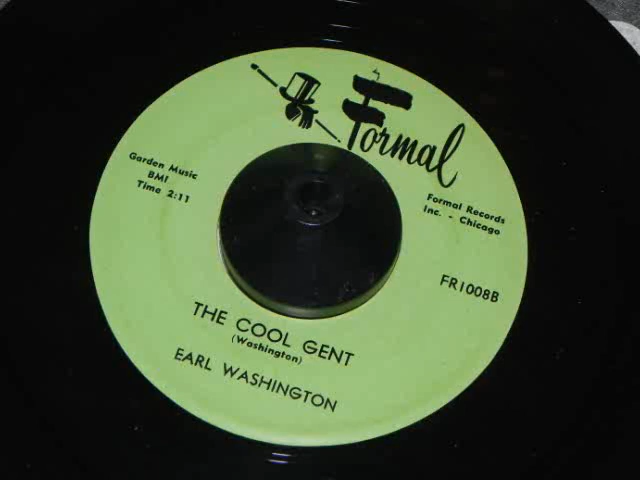 Formal
Garden Music
BMI
Time 2:11
Formal Records
Inc. - Chicago
FR1008B
THE COOL GENT
(Washington)
EARL WASHINGTON